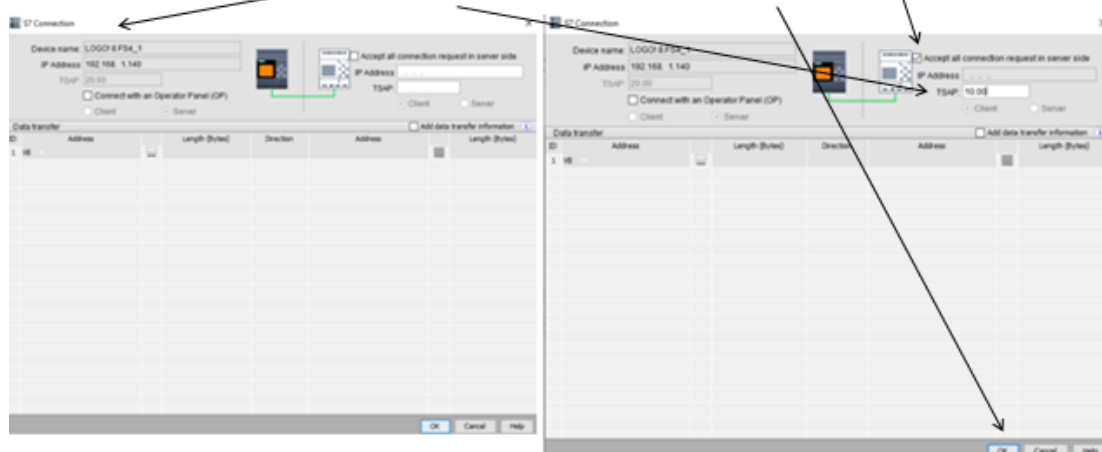 S7 Connection
Device name: LOGO! 8.FS4_1
IP Address: 192.168. 1.140
TSAP: 20.00
Connect with an Operator Panel (OP)
Client Server
Accept all connection request in server side
IP Address: . . .
TSAP:
Client Server
Data transfer
Add data transfer information
ID Address Length (Bytes) Direction Address Length (Bytes)
1 VB
OK Cancel Help
S7 Connection
Device name: LOGO! 8.FS4_1
IP Address: 192.168. 1.140
TSAP: 20.00
Connect with an Operator Panel (OP)
Client Server
Accept all connection request in server side
IP Address: . . .
TSAP: 10.00
Client Server
Data transfer
Add data transfer information
ID Address Length (Bytes) Direction Address Length (Bytes)
1 VB
OK Cancel Help